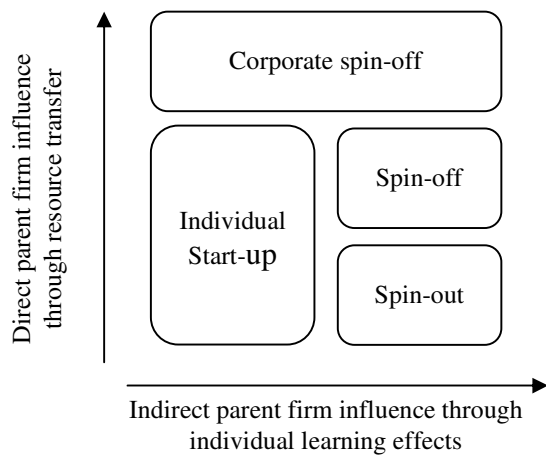 Direct parent firm influence
through resource transfer
Corporate spin-off
Individual
Start-up
Spin-off
Spin-out
Indirect parent firm influence through
individual learning effects